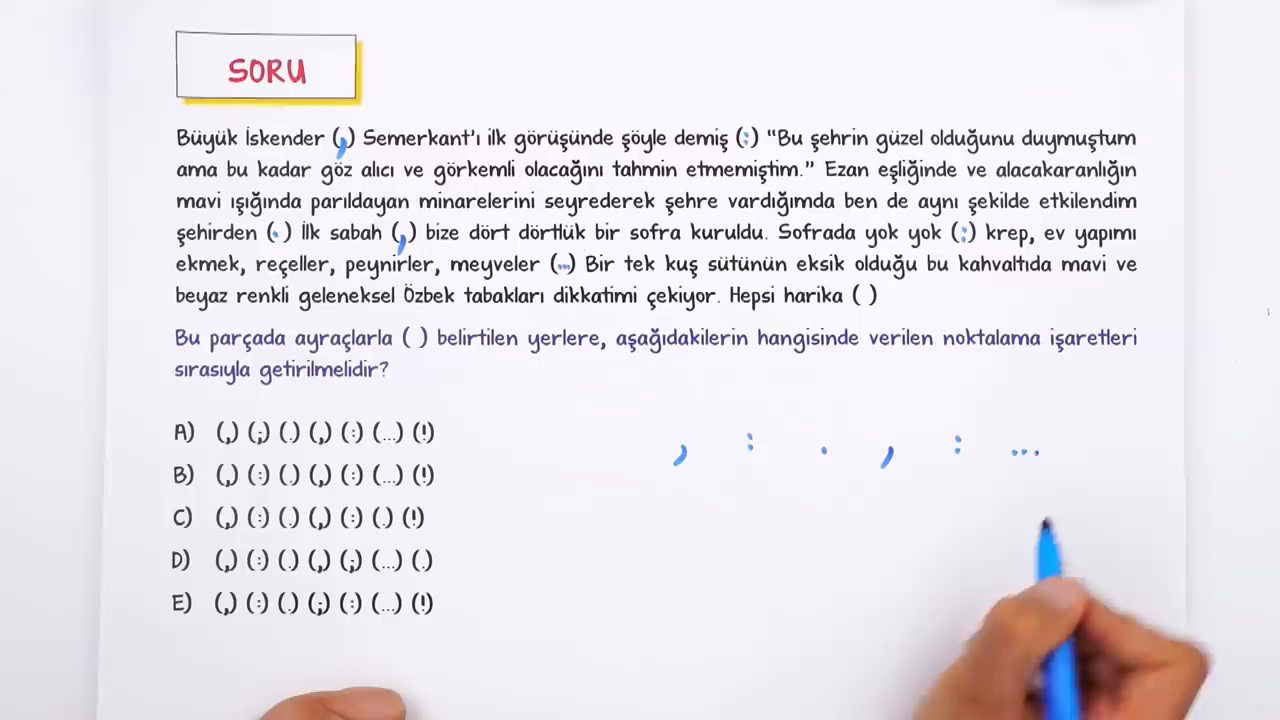 SORU
Büyük İskender (,) Semerkant'ı ilk görüşünde şöyle demiş (:) "Bu şehrin güzel olduğunu duymuştum
ama bu kadar göz alıcı ve görkemli olacağını tahmin etmemiştim." Ezan eşliğinde ve alacakaranlığın
mavi ışığında parıldayan minarelerini seyrederek şehre vardığımda ben de aynı şekilde etkilendim
şehirden (.) İlk sabah (,) bize dört dörtlük bir sofra kuruldu. Sofrada yok yok (:) krep, ev yapımı
ekmek, reçeller, peynirler, meyveler (...) Bir tek kuş sütünün eksik olduğu bu kahvaltıda mavi ve
beyaz renkli geleneksel Özbek tabakları dikkatimi çekiyor. Hepsi harika ( )
Bu parçada ayraçlarla ( ) belirtilen yerlere, aşağıdakilerin hangisinde verilen noktalama işaretleri
sırasıyla getirilmelidir?
A) (,) (;) (.) (,) (:) (...) (!)
B) (,) (:) (.) (,) (:) (...) (!)
C) (,) (:) (.) (,) (:) (.) (!)
D) (,) (:) (.) (,) (;) (...) (.)
E) (,) (:) (.) (;) (:) (...) (!)
, : . , : ...